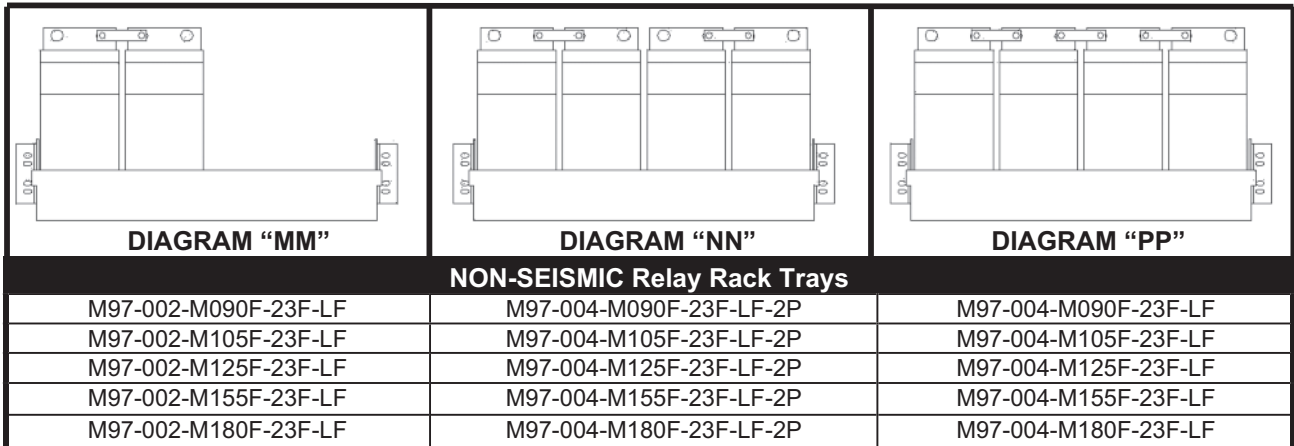 DIAGRAM “MM” DIAGRAM “NN” DIAGRAM “PP”
NON-SEISMIC Relay Rack Trays
M97-002-M090F-23F-LF M97-004-M090F-23F-LF-2P M97-004-M090F-23F-LF
M97-002-M105F-23F-LF M97-004-M105F-23F-LF-2P M97-004-M105F-23F-LF
M97-002-M125F-23F-LF M97-004-M125F-23F-LF-2P M97-004-M125F-23F-LF
M97-002-M155F-23F-LF M97-004-M155F-23F-LF-2P M97-004-M155F-23F-LF
M97-002-M180F-23F-LF M97-004-M180F-23F-LF-2P M97-004-M180F-23F-LF